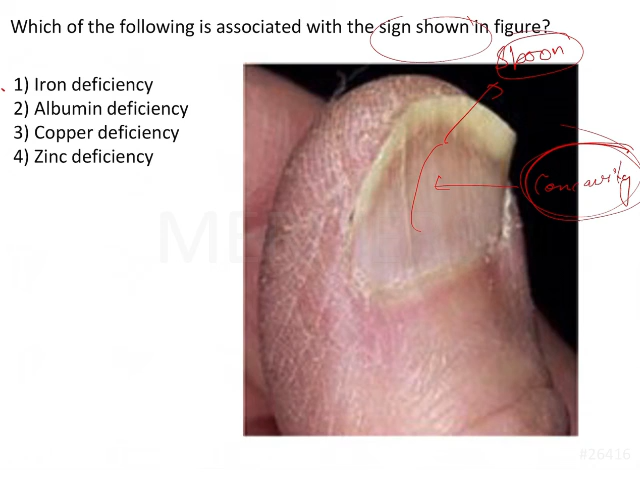 Which of the following is associated with the sign shown in figure?
Spoon
1) Iron deficiency
2) Albumin deficiency
3) Copper deficiency
4) Zinc deficiency
Concavity
#26416